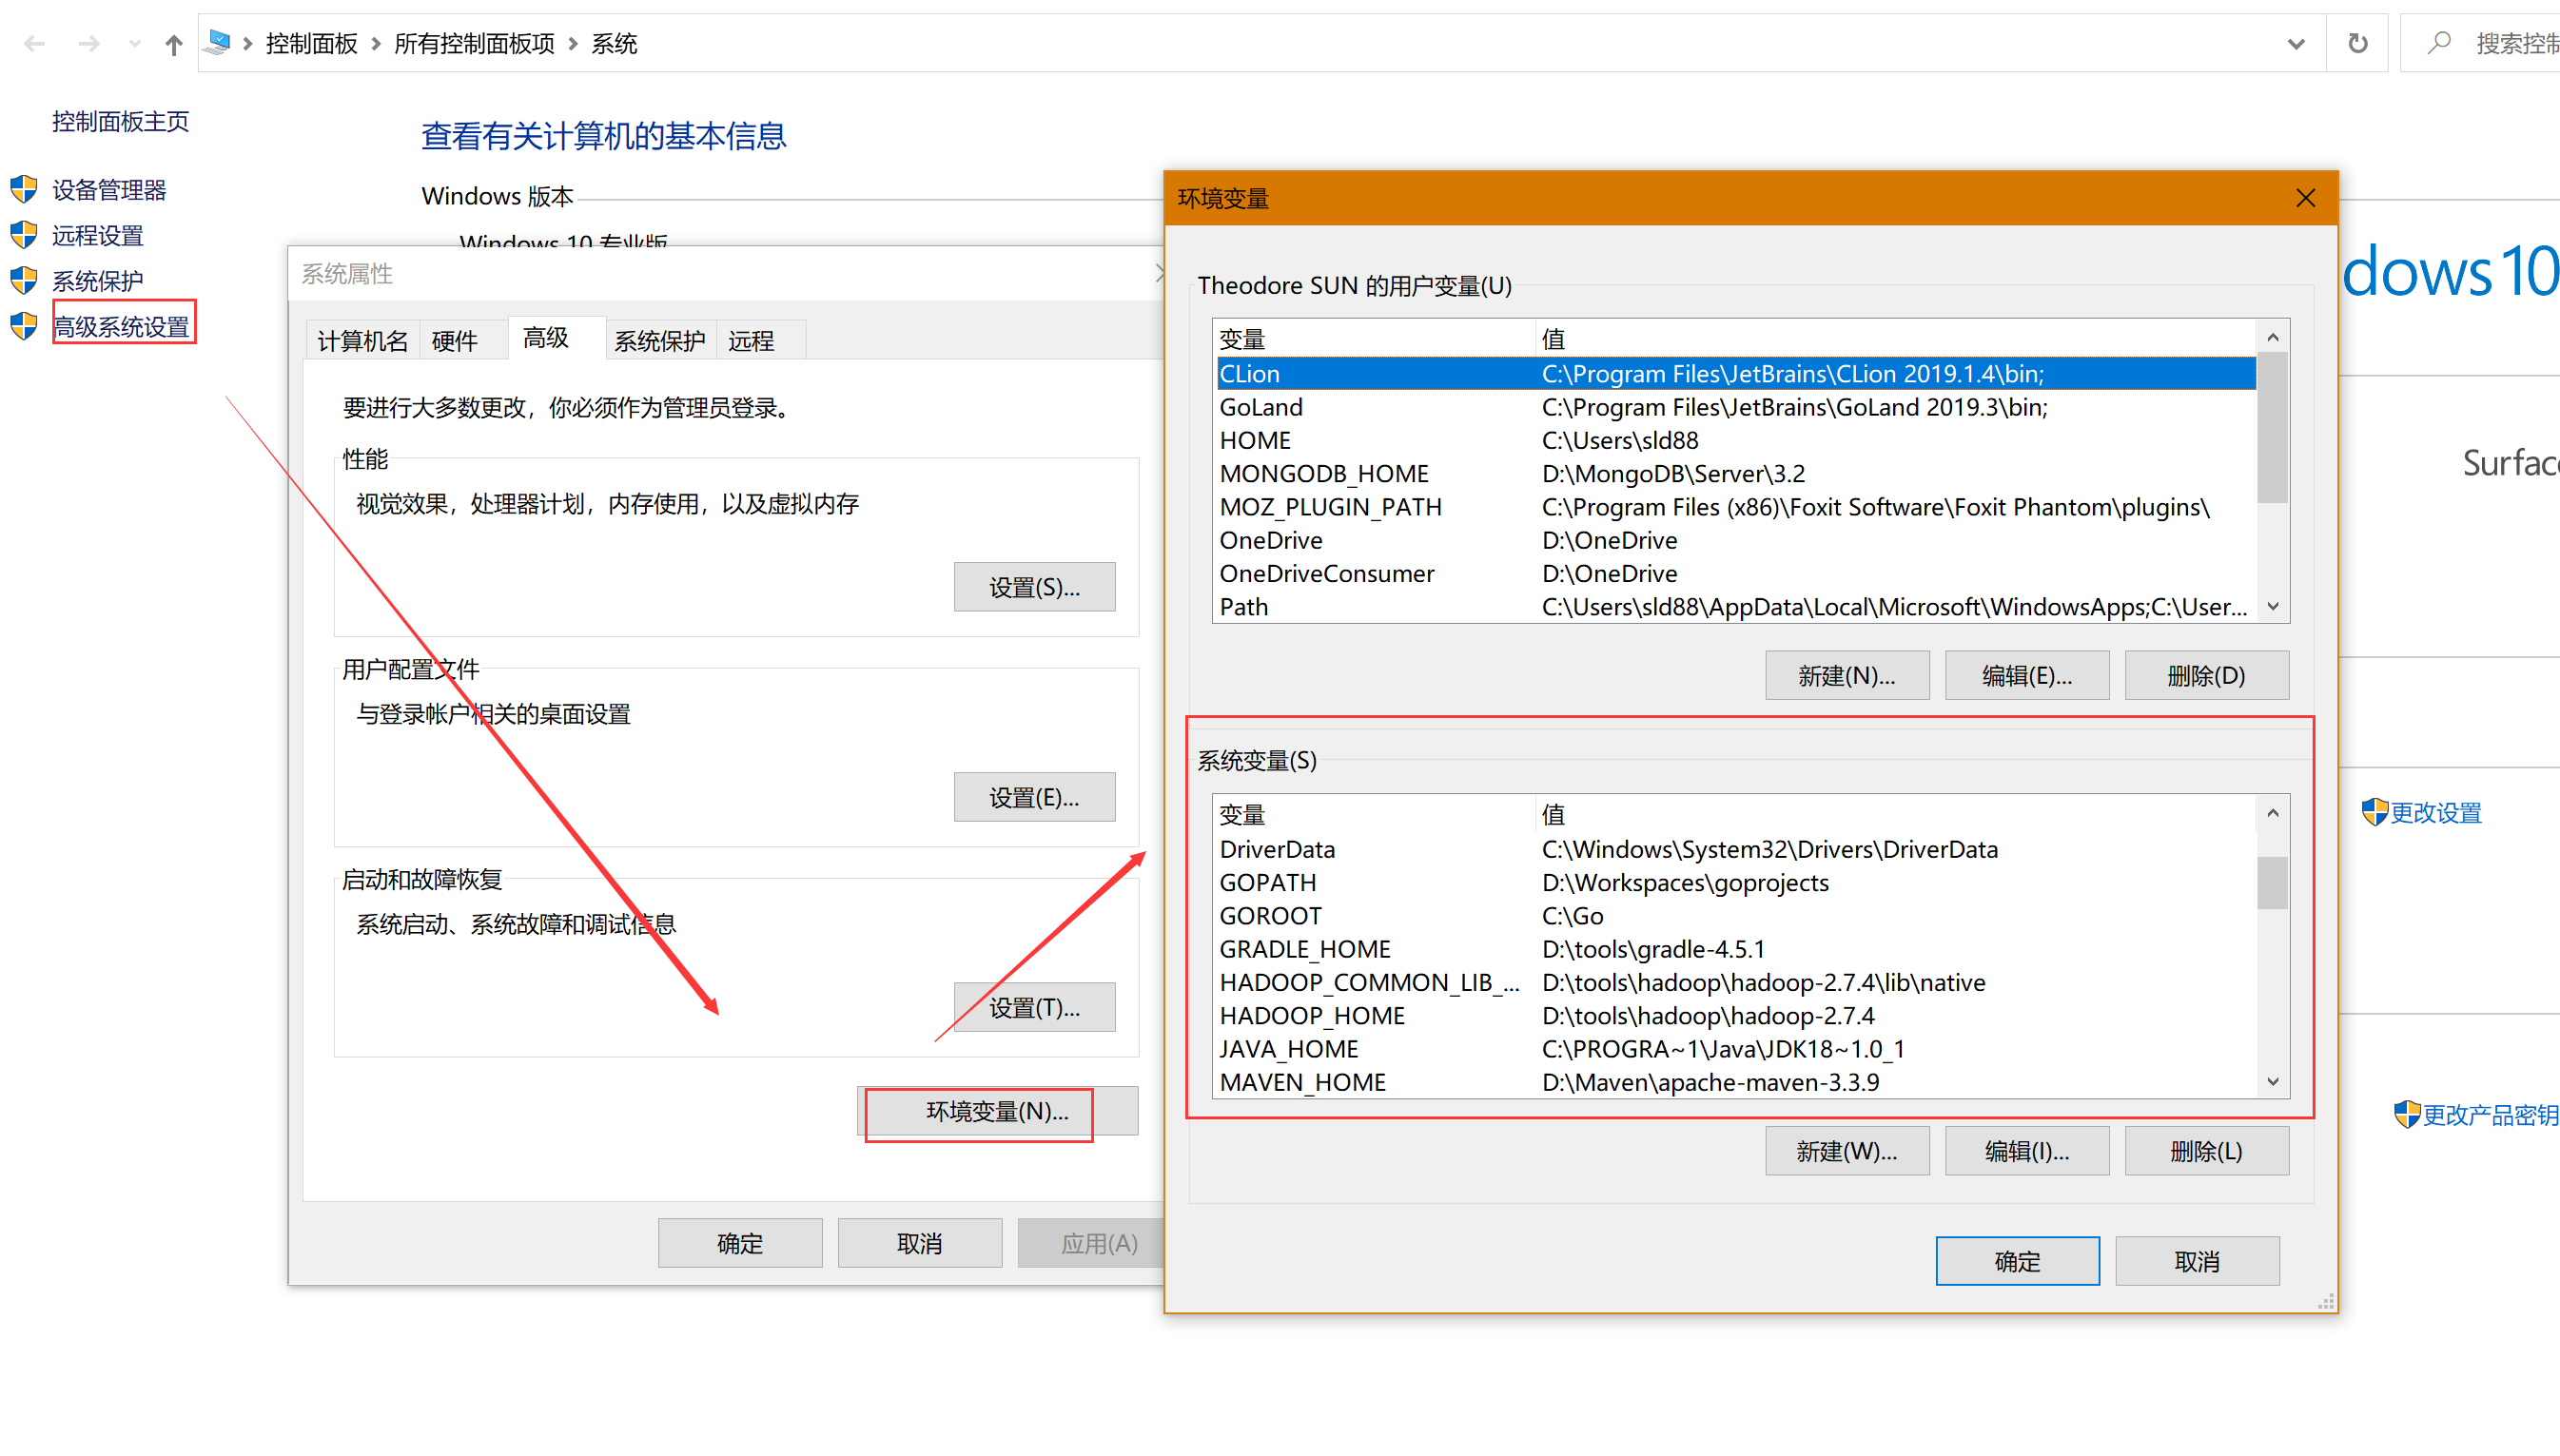 控制面板 > 所有控制面板项 > 系统
搜索控制
控制面板主页
设备管理器
远程设置
系统保护
高级系统设置
查看有关计算机的基本信息
Windows 版本
Windows 10 专业版
系统属性
计算机名 硬件 高级 系统保护 远程
要进行大多数更改，你必须作为管理员登录。
性能
视觉效果，处理器计划，内存使用，以及虚拟内存
设置(S)...
用户配置文件
与登录帐户相关的桌面设置
设置(E)...
启动和故障恢复
系统启动、系统故障和调试信息
设置(T)...
环境变量(N)...
确定 取消 应用(A)
环境变量
Theodore SUN 的用户变量(U)
变量 值
CLion C:\Program Files\JetBrains\CLion 2019.1.4\bin;
GoLand C:\Program Files\JetBrains\GoLand 2019.3\bin;
HOME C:\Users\sld88
MONGODB_HOME D:\MongoDB\Server\3.2
MOZ_PLUGIN_PATH C:\Program Files (x86)\Foxit Software\Foxit Phantom\plugins\
OneDrive D:\OneDrive
OneDriveConsumer D:\OneDrive
Path C:\Users\sld88\AppData\Local\Microsoft\WindowsApps;C:\User...
新建(N)... 编辑(E)... 删除(D)
系统变量(S)
变量 值
DriverData C:\Windows\System32\Drivers\DriverData
GOPATH D:\Workspaces\goprojects
GOROOT C:\Go
GRADLE_HOME D:\tools\gradle-4.5.1
HADOOP_COMMON_LIB_... D:\tools\hadoop\hadoop-2.7.4\lib\native
HADOOP_HOME D:\tools\hadoop\hadoop-2.7.4
JAVA_HOME C:\PROGRA~1\Java\JDK18~1.0_1
MAVEN_HOME D:\Maven\apache-maven-3.3.9
新建(W)... 编辑(I)... 删除(L)
确定 取消
dows 10
Surfac
更改设置
更改产品密钥